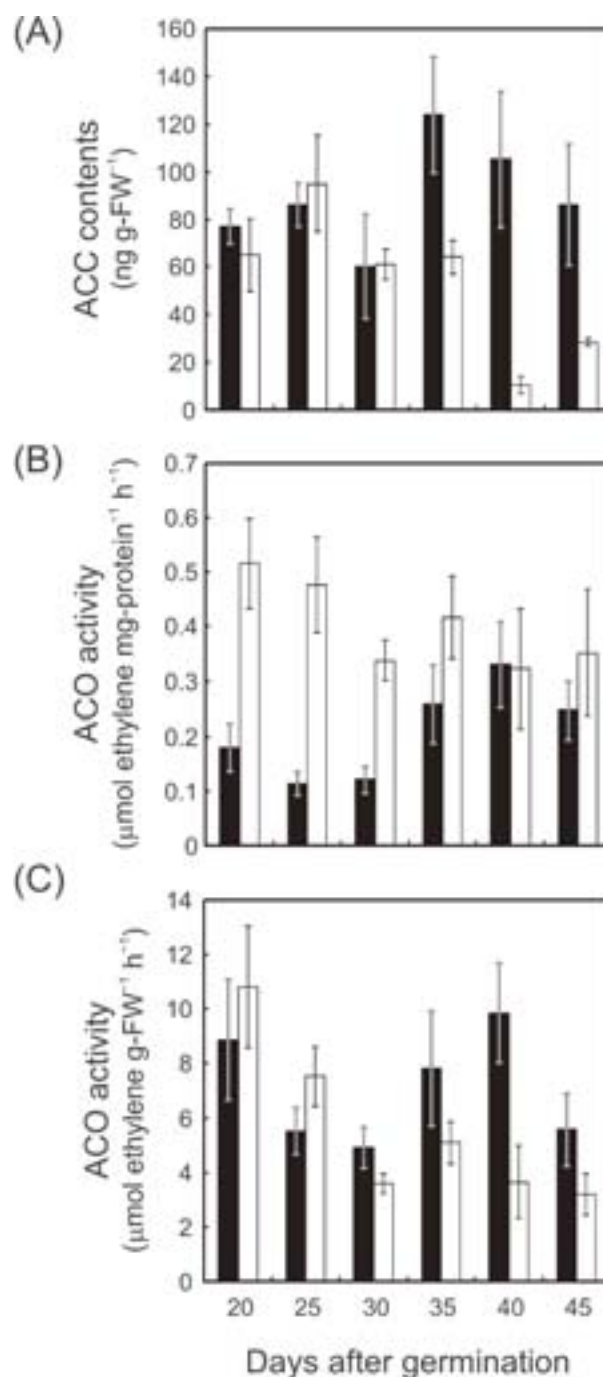 (A)
ACC contents
(ng g-FW⁻¹)
160
140
120
100
80
60
40
20
0
(B)
ACO activity
(μmol ethylene mg-protein⁻¹ h⁻¹)
0.7
0.6
0.5
0.4
0.3
0.2
0.1
0
(C)
ACO activity
(μmol ethylene g-FW⁻¹ h⁻¹)
14
12
10
8
6
4
2
0
20 25 30 35 40 45
Days after germination